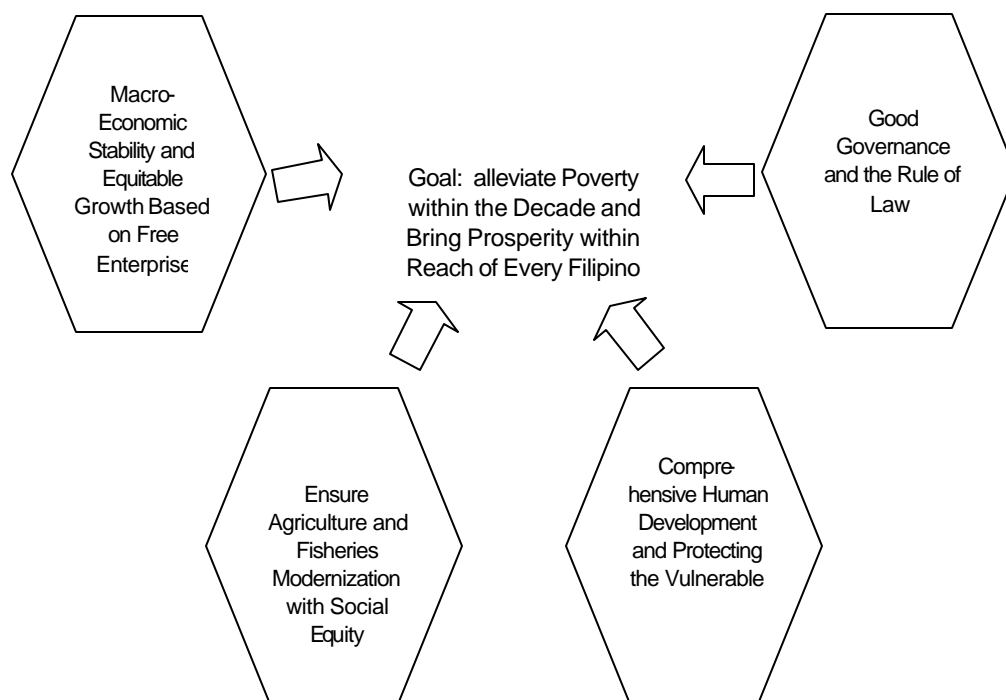 Macro-
Economic
Stability and
Equitable
Growth Based
on Free
Enterprise
Goal: alleviate Poverty
within the Decade and
Bring Prosperity within
Reach of Every Filipino
Good
Governance
and the Rule of
Law
Ensure
Agriculture and
Fisheries
Modernization
with Social
Equity
Compre-
hensive Human
Development
and Protecting
the Vulnerable